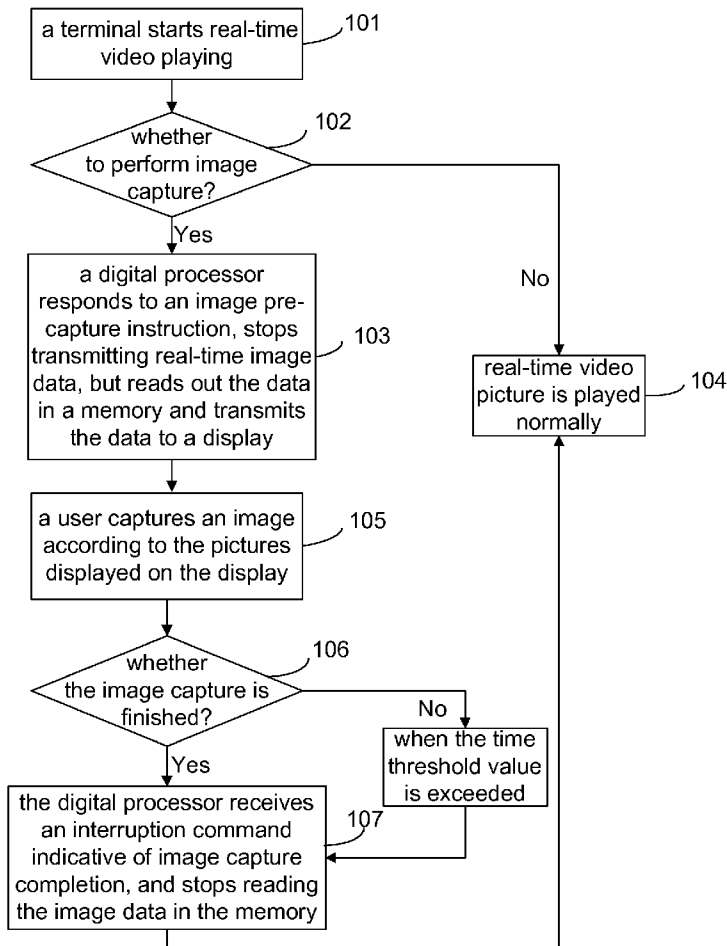 a terminal starts real-time
video playing
101
whether
to perform image
capture?
102
Yes
No
a digital processor
responds to an image pre-
capture instruction, stops
transmitting real-time image
data, but reads out the data
in a memory and transmits
the data to a display
103
real-time video
picture is played
normally
104
a user captures an image
according to the pictures
displayed on the display
105
whether
the image capture is
finished?
106
No
Yes
when the time
threshold value
is exceeded
the digital processor receives
an interruption command
indicative of image capture
completion, and stops reading
the image data in the memory
107